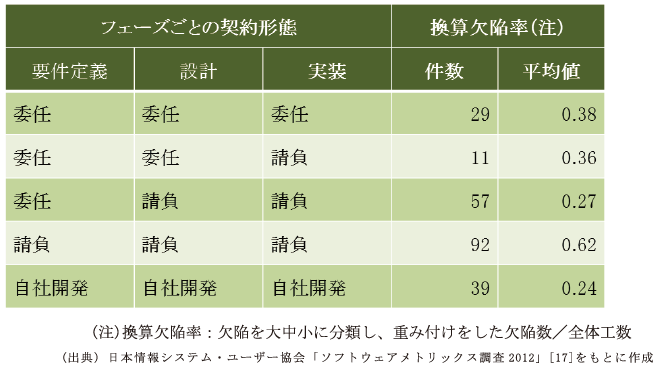 フェーズごとの契約形態 換算欠陥率(注)
要件定義 設計 実装 件数 平均値
委任 委任 委任 29 0.38
委任 委任 請負 11 0.36
委任 請負 請負 57 0.27
請負 請負 請負 92 0.62
自社開発 自社開発 自社開発 39 0.24
(注)換算欠陥率：欠陥を大中小に分類し、重み付けをした欠陥数／全体工数
(出典) 日本情報システム・ユーザー協会「ソフトウェアメトリックス調査2012」[17]をもとに作成